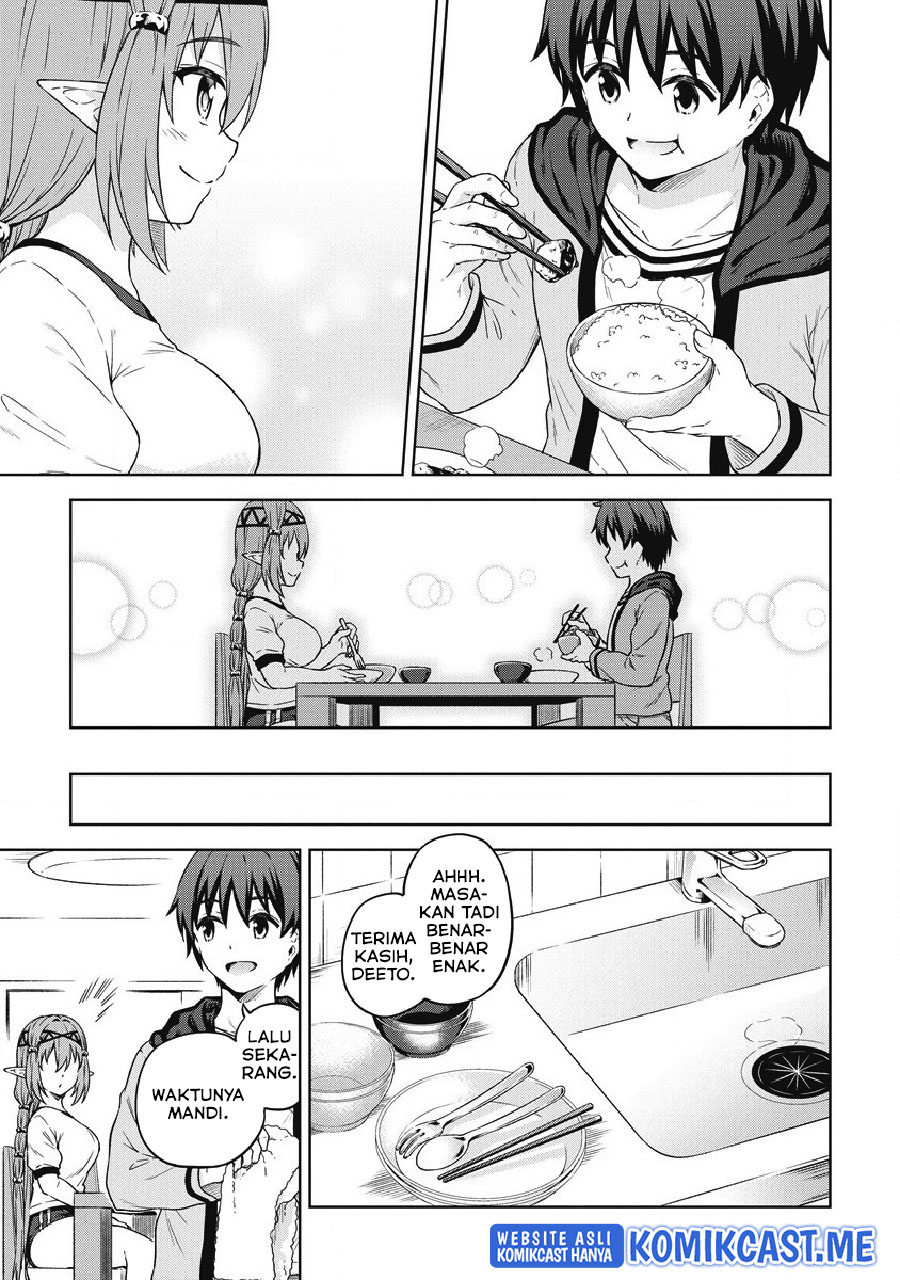 AHHH.
MASA-
KAN TADI
BENAR-
BENAR
ENAK.
TERIMA
KASIH,
DEETO.
LALU
SEKA-
RANG.
WAKTUNYA
MANDI.
WEBSITE ASLI
KOMIKCAST HANYA
KOMIKCAST.ME